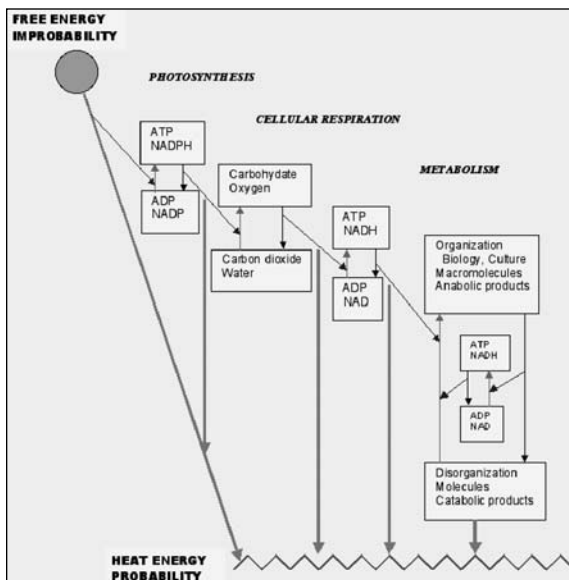 FREE ENERGY
IMPROBABILITY
PHOTOSYNTHESIS
CELLULAR RESPIRATION
METABOLISM
ATP
NADPH
ADP
NADP
Carbohydate
Oxygen
Carbon dioxide
Water
ATP
NADH
ADP
NAD
Organization
Biology, Culture
Macromolecules
Anabolic products
ATP
NADH
ADP
NAD
Disorganization
Molecules
Catabolic products
HEAT ENERGY
PROBABILITY